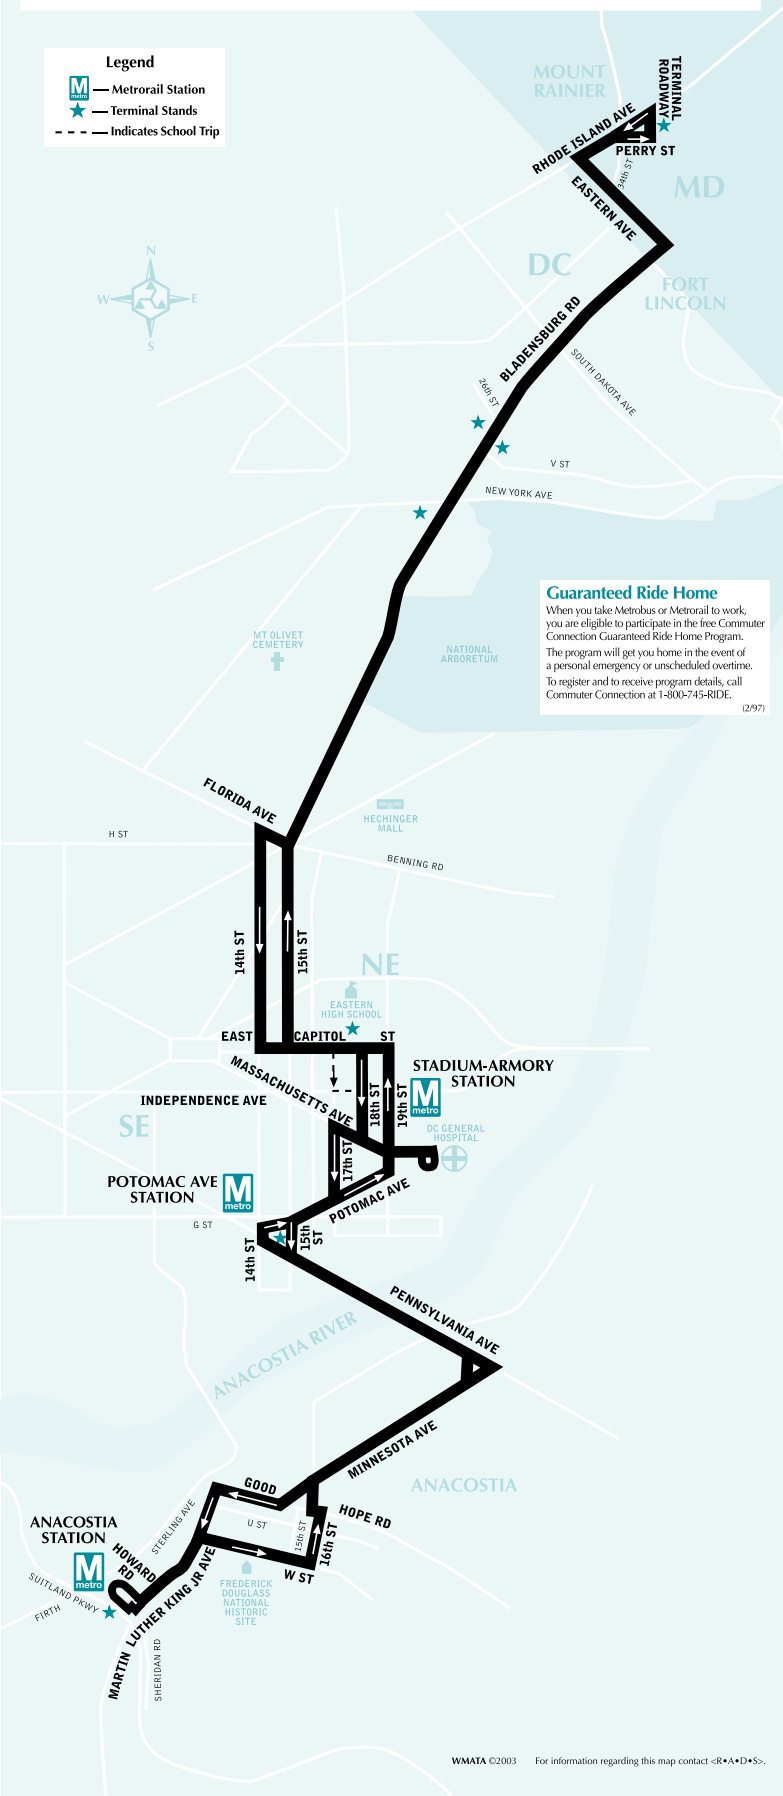 Legend
M
metro
Metrorail Station
Terminal Stands
Indicates School Trip
MOUNT
RAINIER
TERMINAL
ROADWAY
RHODE ISLAND AVE
PERRY ST
34th ST
EASTERN AVE
MD
DC
FORT
LINCOLN
N
W
E
S
BLADENSBURG RD
SOUTH DAKOTA AVE
26th ST
V ST
NEW YORK AVE
Guaranteed Ride Home
When you take Metrobus or Metrorail to work,
you are eligible to participate in the free Commuter
Connection Guaranteed Ride Home Program.
The program will get you home in the event of
a personal emergency or unscheduled overtime.
To register and to receive program details, call
Commuter Connection at 1-800-745-RIDE.
(2/97)
MT OLIVET
CEMETERY
NATIONAL
ARBORETUM
FLORIDA AVE
HECHINGER
MALL
H ST
BENNING RD
14th ST
15th ST
NE
EASTERN
HIGH SCHOOL
EAST CAPITOL ST
MASSACHUSETTS AVE
STADIUM-ARMORY
STATION
M
metro
18th ST
19th ST
INDEPENDENCE AVE
SE
DC GENERAL
HOSPITAL
17th ST
POTOMAC AVE
STATION
M
metro
POTOMAC AVE
G ST
14th ST
15th
ST
PENNSYLVANIA AVE
ANACOSTIA RIVER
MINNESOTA AVE
ANACOSTIA
GOOD
HOPE RD
U ST
15th ST
16th ST
STERLING AVE
ANACOSTIA
STATION
M
metro
HOWARD
RD
W ST
SUITLAND PKWY
FIRTH
FREDERICK
DOUGLASS
NATIONAL
HISTORIC
SITE
MARTIN LUTHER KING JR AVE
SHERIDAN RD
WMATA ©2003 For information regarding this map contact <R•A•D•S>.